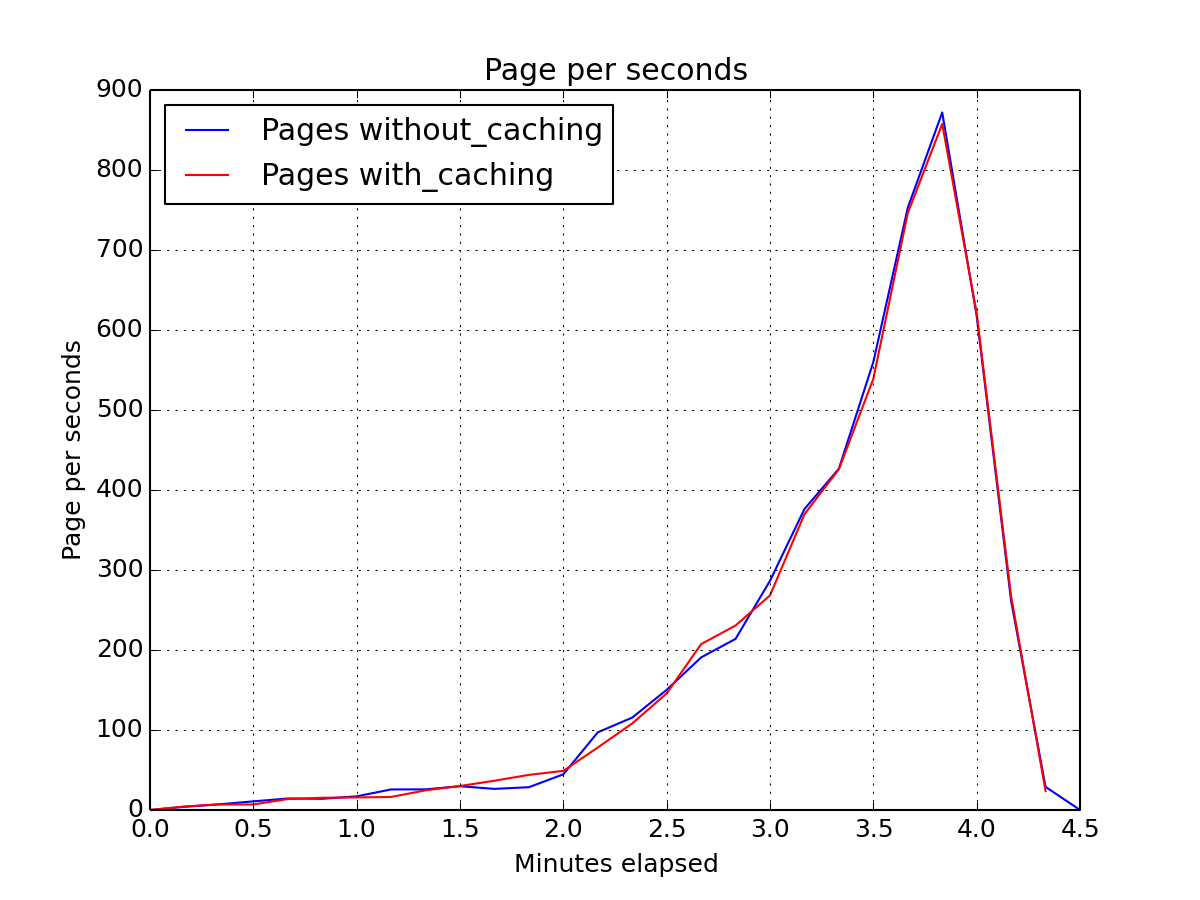 Page per seconds
900
800
700
600
500
400
300
200
100
0
Page per seconds
Pages without_caching
Pages with_caching
0.0 0.5 1.0 1.5 2.0 2.5 3.0 3.5 4.0 4.5
Minutes elapsed